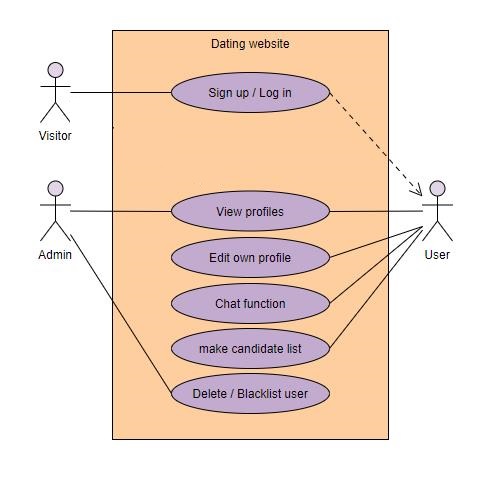 Dating website
Sign up / Log in
Visitor
View profiles
Admin
User
Edit own profile
Chat function
make candidate list
Delete / Blacklist user